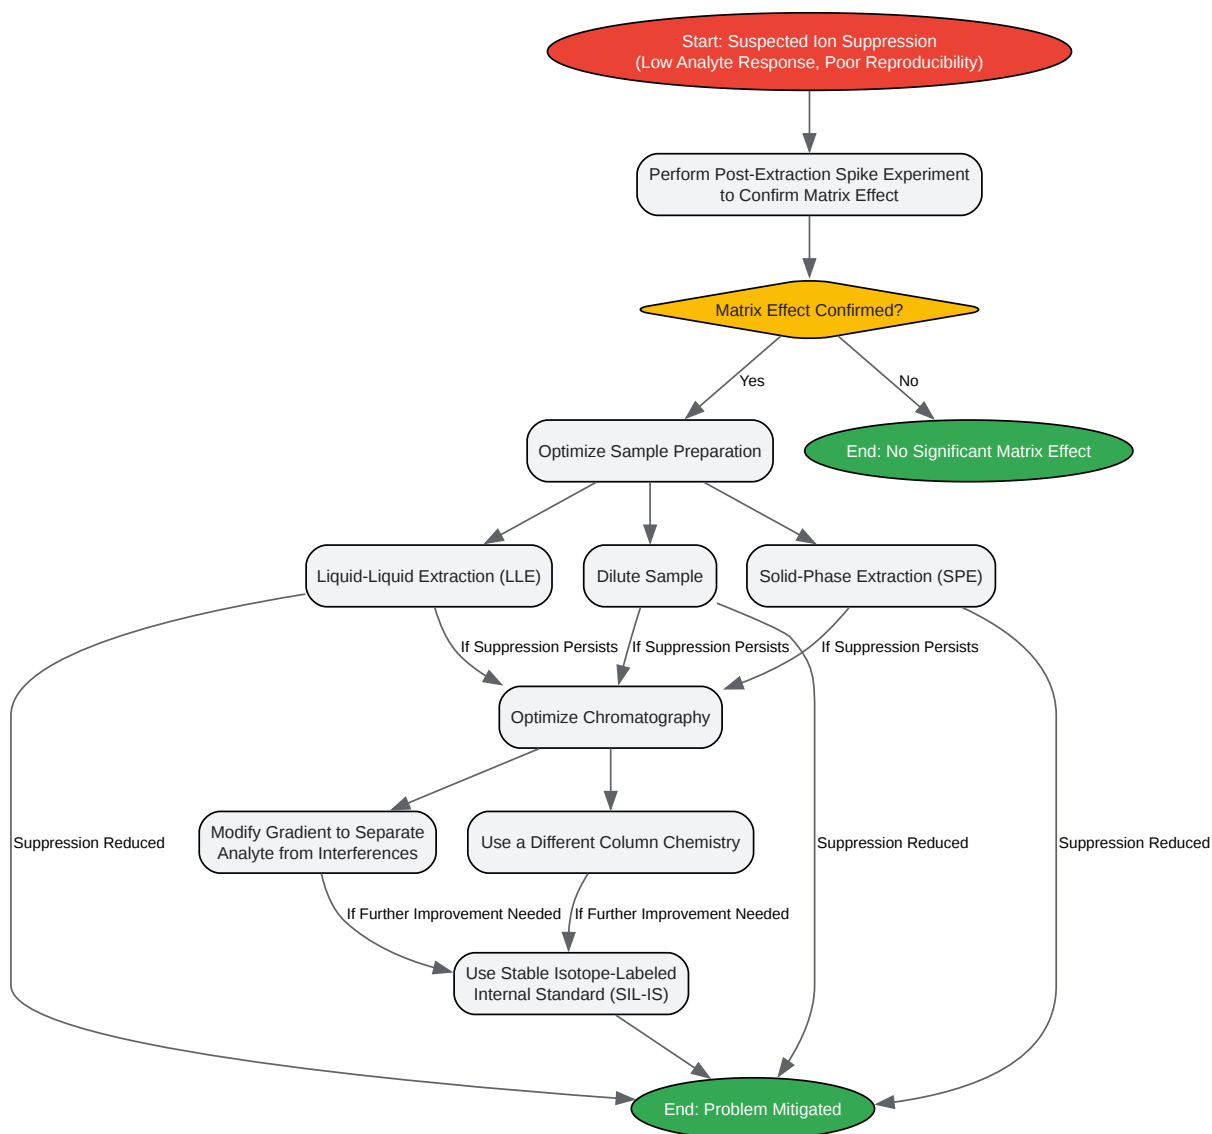 Start: Suspected Ion Suppression
(Low Analyte Response, Poor Reproducibility)
Perform Post-Extraction Spike Experiment
to Confirm Matrix Effect
Matrix Effect Confirmed?
Yes
No
Optimize Sample Preparation
End: No Significant Matrix Effect
Liquid-Liquid Extraction (LLE)
Dilute Sample
Solid-Phase Extraction (SPE)
If Suppression Persists
If Suppression Persists
If Suppression Persists
Optimize Chromatography
Suppression Reduced
Modify Gradient to Separate
Analyte from Interferences
Use a Different Column Chemistry
Suppression Reduced
Suppression Reduced
If Further Improvement Needed
If Further Improvement Needed
Use Stable Isotope-Labeled
Internal Standard (SIL-IS)
End: Problem Mitigated